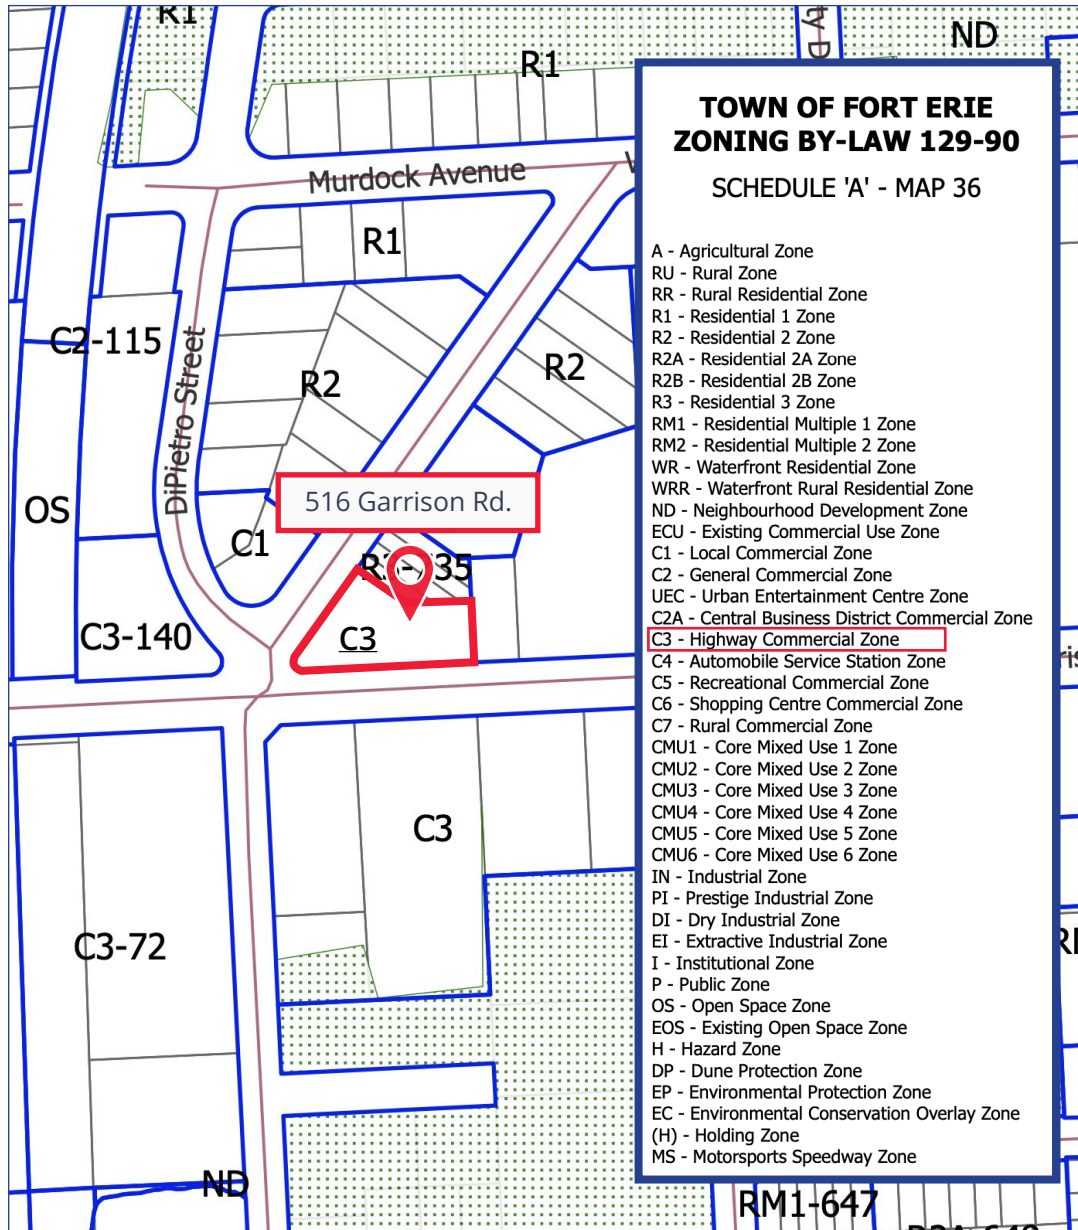 R1
ty D
ND
R1
Murdock Avenue
R1
C2-115
DiPietro Street
R2
R2
OS
516 Garrison Rd.
C1
C3-140
C3
C3
C3-72
ND
RM1-647
TOWN OF FORT ERIE
ZONING BY-LAW 129-90
SCHEDULE 'A' - MAP 36
A - Agricultural Zone
RU - Rural Zone
RR - Rural Residential Zone
R1 - Residential 1 Zone
R2 - Residential 2 Zone
R2A - Residential 2A Zone
R2B - Residential 2B Zone
R3 - Residential 3 Zone
RM1 - Residential Multiple 1 Zone
RM2 - Residential Multiple 2 Zone
WR - Waterfront Residential Zone
WRR - Waterfront Rural Residential Zone
ND - Neighbourhood Development Zone
ECU - Existing Commercial Use Zone
C1 - Local Commercial Zone
C2 - General Commercial Zone
UEC - Urban Entertainment Centre Zone
C2A - Central Business District Commercial Zone
C3 - Highway Commercial Zone
C4 - Automobile Service Station Zone
C5 - Recreational Commercial Zone
C6 - Shopping Centre Commercial Zone
C7 - Rural Commercial Zone
CMU1 - Core Mixed Use 1 Zone
CMU2 - Core Mixed Use 2 Zone
CMU3 - Core Mixed Use 3 Zone
CMU4 - Core Mixed Use 4 Zone
CMU5 - Core Mixed Use 5 Zone
CMU6 - Core Mixed Use 6 Zone
IN - Industrial Zone
PI - Prestige Industrial Zone
DI - Dry Industrial Zone
EI - Extractive Industrial Zone
I - Institutional Zone
P - Public Zone
OS - Open Space Zone
EOS - Existing Open Space Zone
H - Hazard Zone
DP - Dune Protection Zone
EP - Environmental Protection Zone
EC - Environmental Conservation Overlay Zone
(H) - Holding Zone
MS - Motorsports Speedway Zone